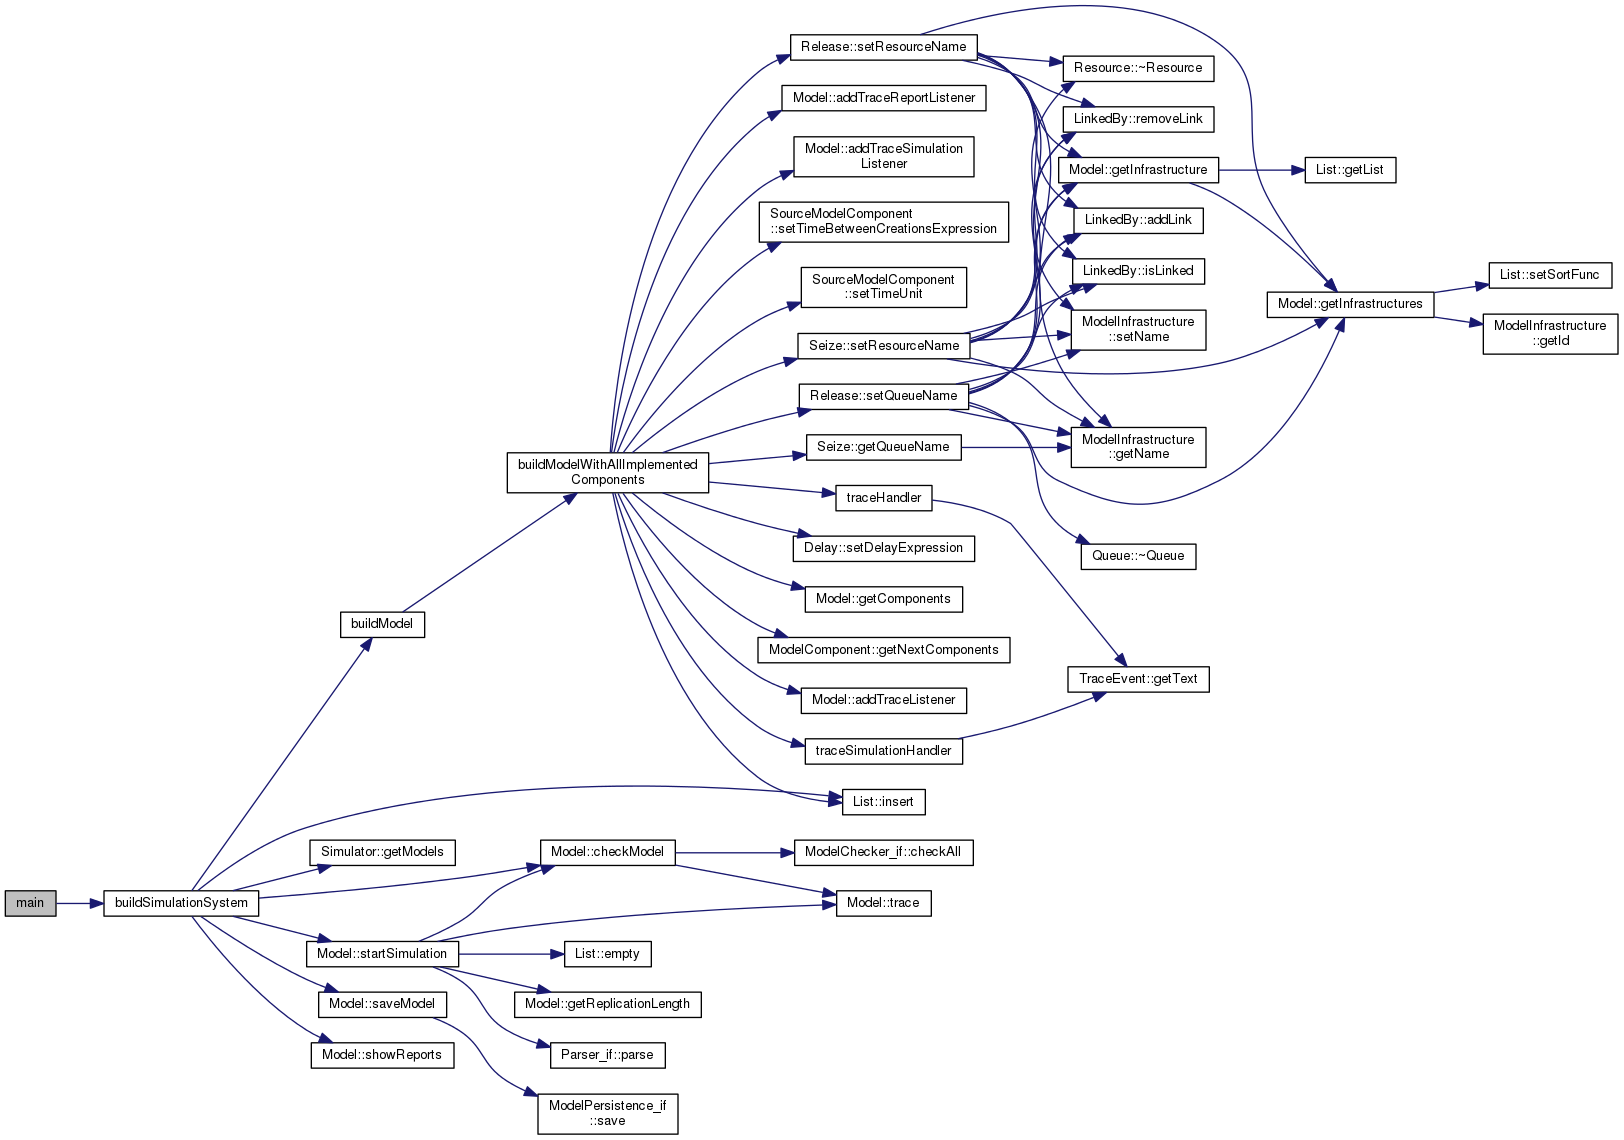 Release::setResourceName
Resource::~Resource
Model::addTraceReportListener
LinkedBy::removeLink
Model::addTraceSimulation
Listener
Model::getInfrastructure
List::getList
SourceModelComponent
::setTimeBetweenCreationsExpression
LinkedBy::addLink
LinkedBy::isLinked
List::setSortFunc
SourceModelComponent
::setTimeUnit
Model::getInfrastructures
ModelInfrastructure
::setName
ModelInfrastructure
::getId
Seize::setResourceName
Release::setQueueName
Seize::getQueueName
ModelInfrastructure
::getName
buildModelWithAllImplemented
Components
traceHandler
Delay::setDelayExpression
Queue::~Queue
Model::getComponents
buildModel
ModelComponent::getNextComponents
TraceEvent::getText
Model::addTraceListener
traceSimulationHandler
List::insert
Simulator::getModels
Model::checkModel
ModelChecker_if::checkAll
main
buildSimulationSystem
Model::trace
Model::startSimulation
List::empty
Model::saveModel
Model::getReplicationLength
Model::showReports
Parser_if::parse
ModelPersistence_if
::save